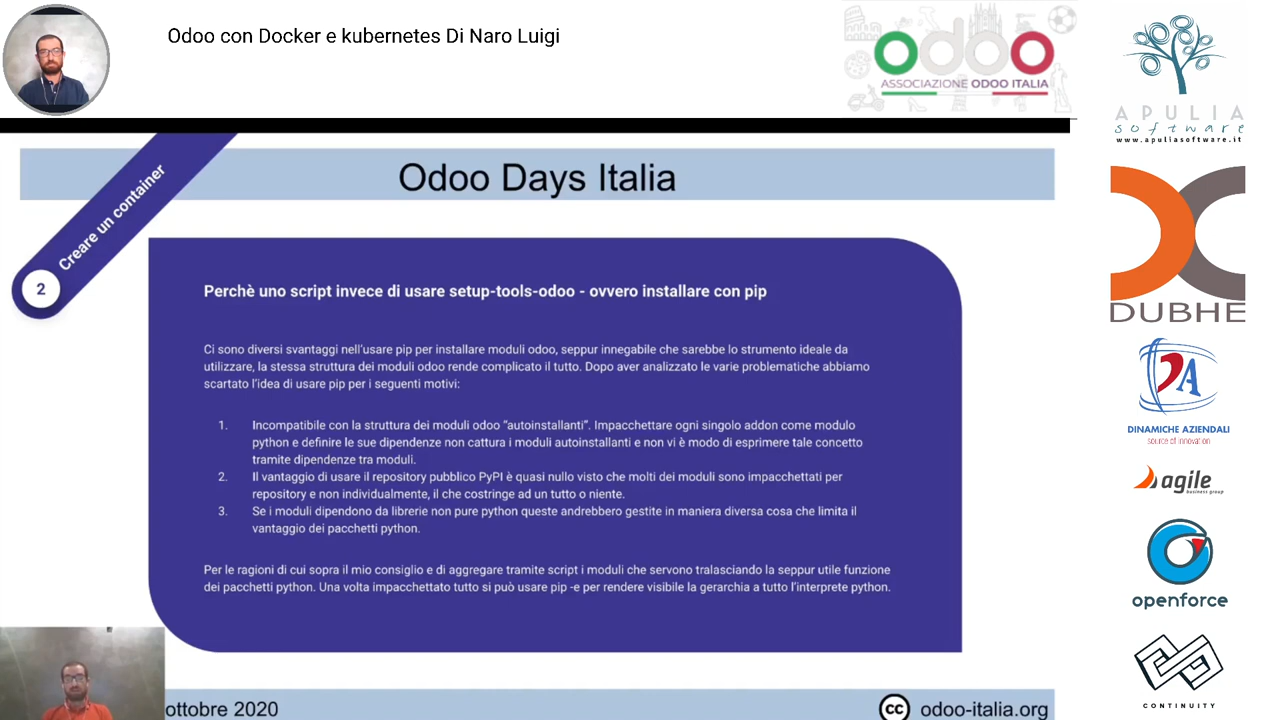 Odoo con Docker e kubernetes Di Naro Luigi
odoo
ASSOCIAZIONE ODOO ITALIA
APULIA
software
www.apuliasoftware.it
Odoo Days Italia
2
Creare un container
Perchè uno script invece di usare setup-tools-odoo - ovvero installare con pip
Ci sono diversi svantaggi nell'usare pip per installare moduli odoo, seppur innegabile che sarebbe lo strumento ideale da
utilizzare, la stessa struttura dei moduli odoo rende complicato il tutto. Dopo aver analizzato le varie problematiche abbiamo
scartato l'idea di usare pip per i seguenti motivi:
1. Incompatibile con la struttura dei moduli odoo "autoinstallanti". Impacchettare ogni singolo addon come modulo
python e definire le sue dipendenze non cattura i moduli autoinstallanti e non vi è modo di esprimere tale concetto
tramite dipendenze tra moduli.
2. Il vantaggio di usare il repository pubblico PyPI è quasi nullo visto che molti dei moduli sono impacchettati per
repository e non individualmente, il che costringe ad un tutto o niente.
3. Se i moduli dipendono da librerie non pure python queste andrebbero gestite in maniera diversa cosa che limita il
vantaggio dei pacchetti python.
Per le ragioni di cui sopra il mio consiglio e di aggregare tramite script i moduli che servono tralasciando la seppur utile funzione
dei pacchetti python. Una volta impacchettato tutto si può usare pip -e per rendere visibile la gerarchia a tutto l'interprete python.
ottobre 2020
cc odoo-italia.org
DUBHE
DINAMICHE AZIENDALI
source of innovation
agile
business group
openforce
CONTINUITY